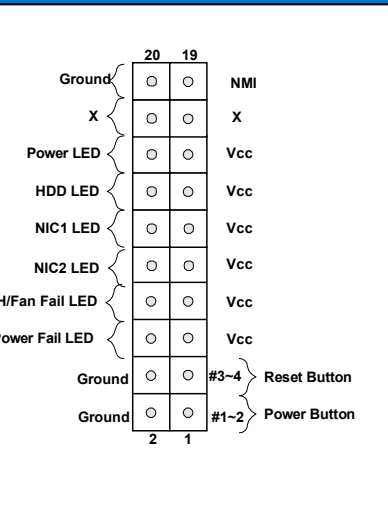 20 19
Ground NMI
X X
Power LED Vcc
HDD LED Vcc
NIC1 LED Vcc
NIC2 LED Vcc
H/Fan Fail LED Vcc
ower Fail LED Vcc
Ground #3~4 Reset Button
Ground #1~2 Power Button
2 1